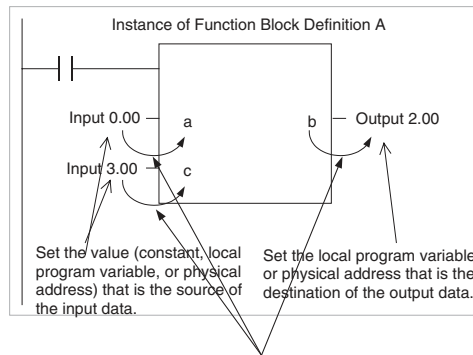 Instance of Function Block Definition A
Input 0.00
a
b
Output 2.00
Input 3.00
c
Set the value (constant, local
program variable, or physical
address) that is the source of
the input data.
Set the local program variable
or physical address that is the
destination of the output data.